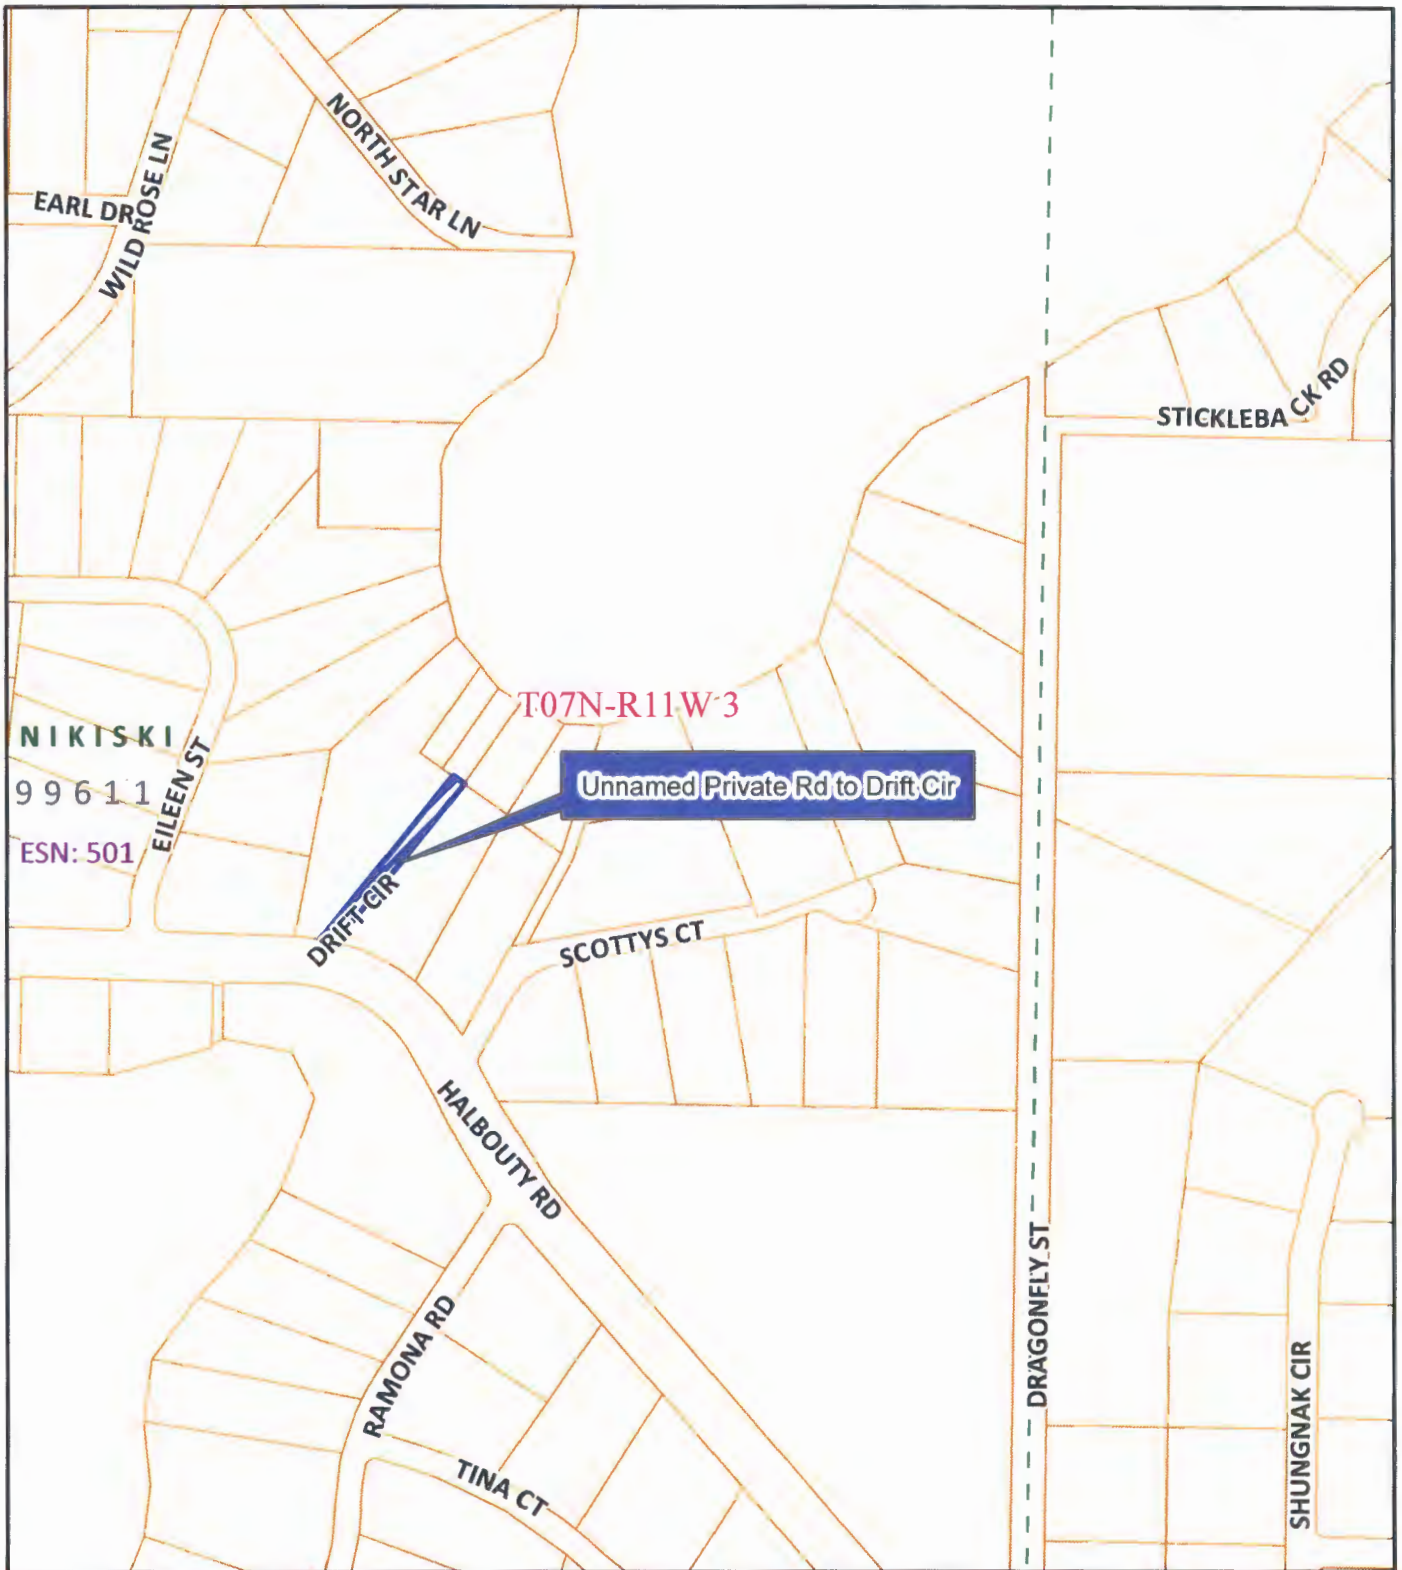 NORTH STAR LN
EARL DR
WILD ROSE LN
STICKLEBA CK RD
T07N-R11W 3
NIKISKI
99611
ESN: 501
EILEEN ST
Unnamed Private Rd to Drift Cir
DRIFT CIR
SCOTTYS CT
HALBOUTY RD
RAMONA RD
TINA CT
DRAGONFLY ST
SHUNGNAK CIR